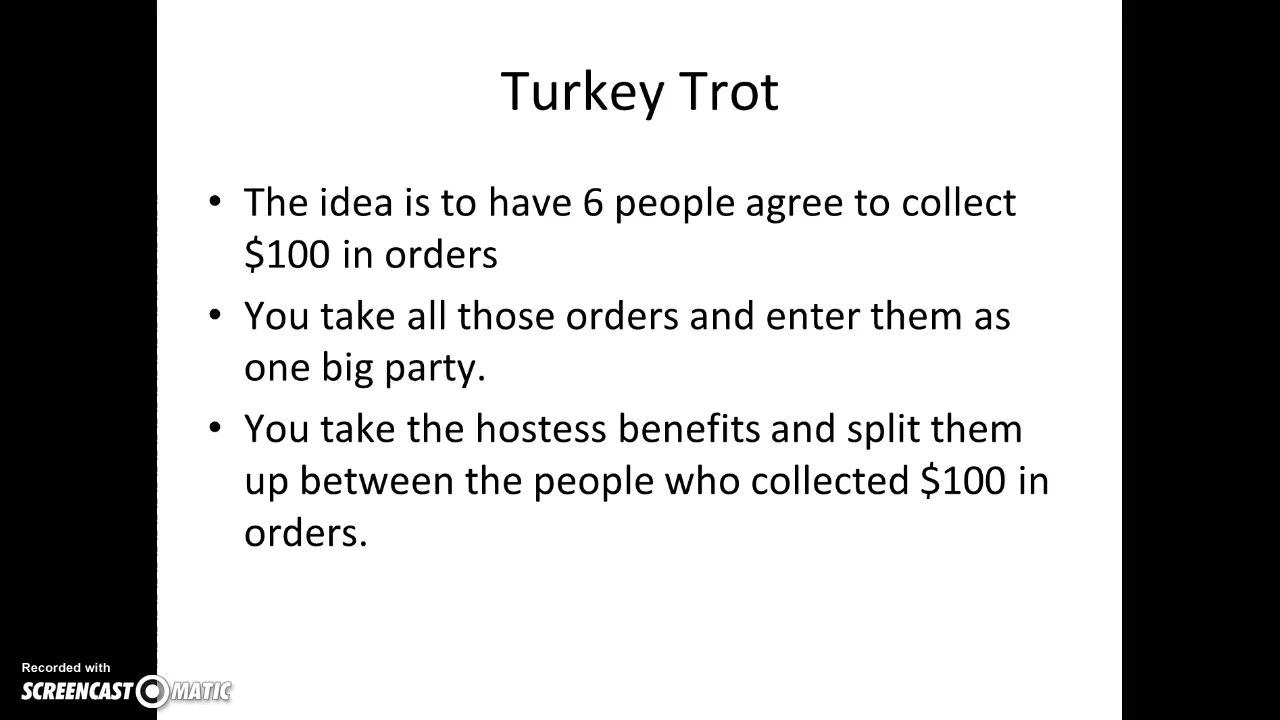 Turkey Trot
• The idea is to have 6 people agree to collect
$100 in orders
• You take all those orders and enter them as
one big party.
• You take the hostess benefits and split them
up between the people who collected $100 in
orders.
Recorded with
SCREENCAST O MATIC